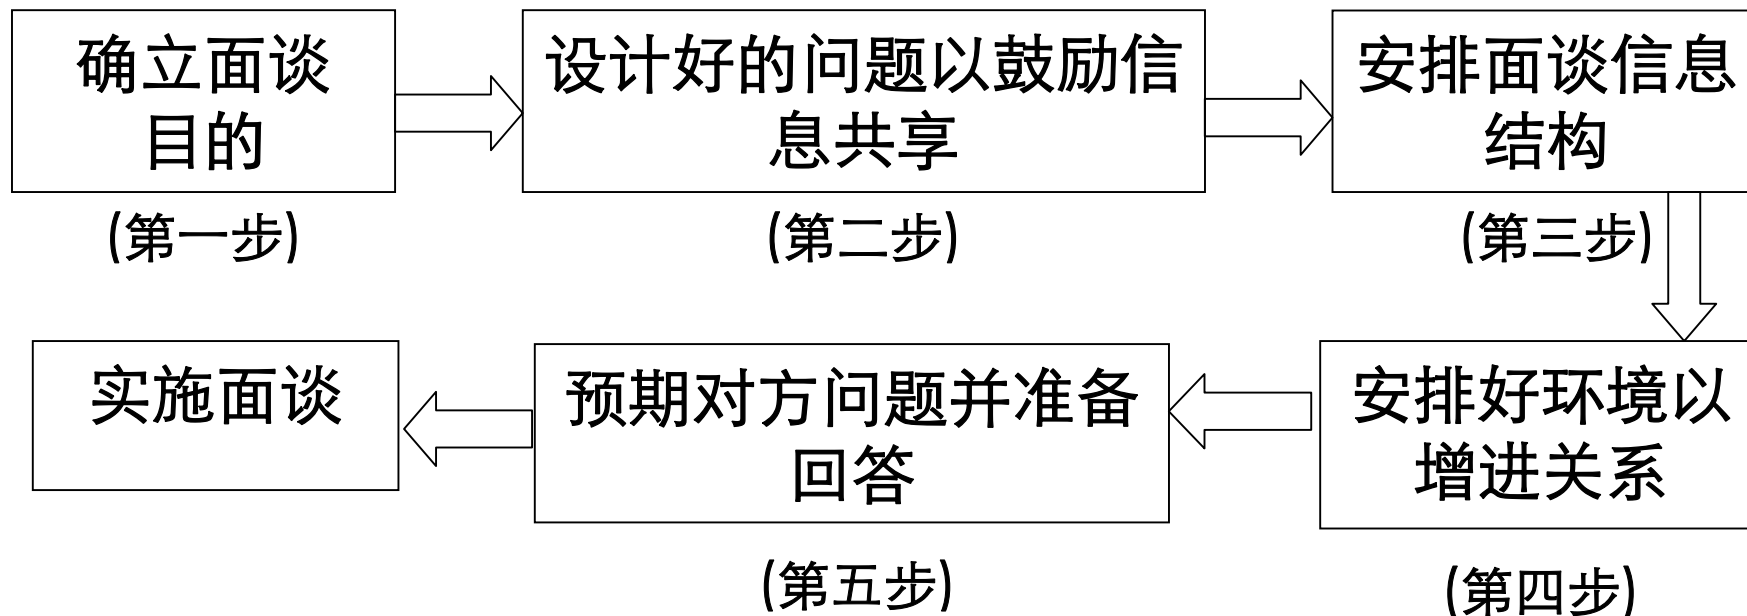 确立面谈
目的
(第一步)
设计好的问题以鼓励信
息共享
(第二步)
安排面谈信息
结构
(第三步)
安排好环境以
增进关系
(第四步)
预期对方问题并准备
回答
(第五步)
实施面谈